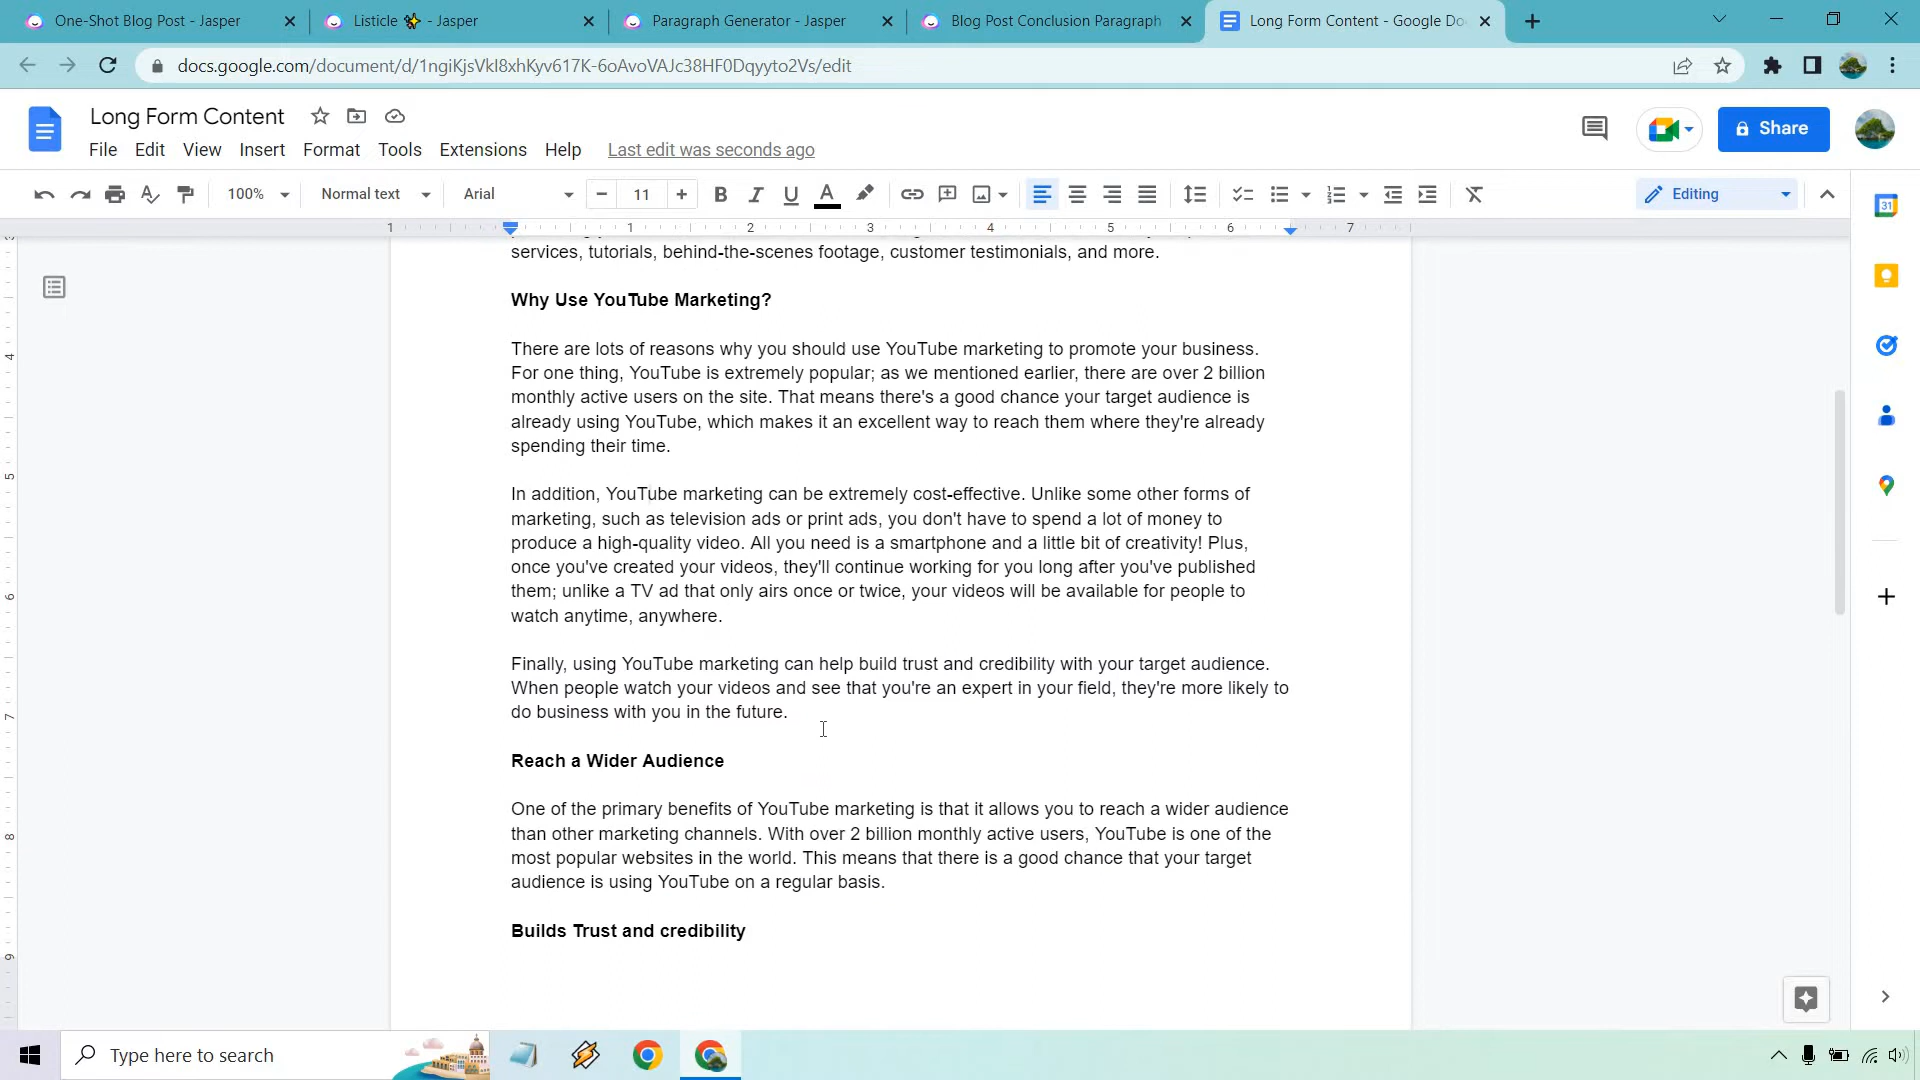 One-Shot Blog Post - Jasper
Listicle ✨ - Jasper
Paragraph Generator - Jasper
Blog Post Conclusion Paragraph
Long Form Content - Google Do
docs.google.com/document/d/1ngiKjsVkI8xhKyv617K-6oAvoVAJc38HF0Dqyyto2Vs/edit
Long Form Content
Share
File Edit View Insert Format Tools Extensions Help Last edit was seconds ago
100% Normal text Arial 11 B I U A Editing
31
1 1 2 3 4 5 6 7
services, tutorials, behind-the-scenes footage, customer testimonials, and more.
Why Use YouTube Marketing?
There are lots of reasons why you should use YouTube marketing to promote your business.
For one thing, YouTube is extremely popular; as we mentioned earlier, there are over 2 billion
monthly active users on the site. That means there's a good chance your target audience is
already using YouTube, which makes it an excellent way to reach them where they're already
spending their time.
In addition, YouTube marketing can be extremely cost-effective. Unlike some other forms of
marketing, such as television ads or print ads, you don't have to spend a lot of money to
produce a high-quality video. All you need is a smartphone and a little bit of creativity! Plus,
once you've created your videos, they'll continue working for you long after you've published
them; unlike a TV ad that only airs once or twice, your videos will be available for people to
watch anytime, anywhere.
Finally, using YouTube marketing can help build trust and credibility with your target audience.
When people watch your videos and see that you're an expert in your field, they're more likely to
do business with you in the future.
Reach a Wider Audience
One of the primary benefits of YouTube marketing is that it allows you to reach a wider audience
than other marketing channels. With over 2 billion monthly active users, YouTube is one of the
most popular websites in the world. This means that there is a good chance that your target
audience is using YouTube on a regular basis.
Builds Trust and credibility
4
5
6
7
8
9
Type here to search